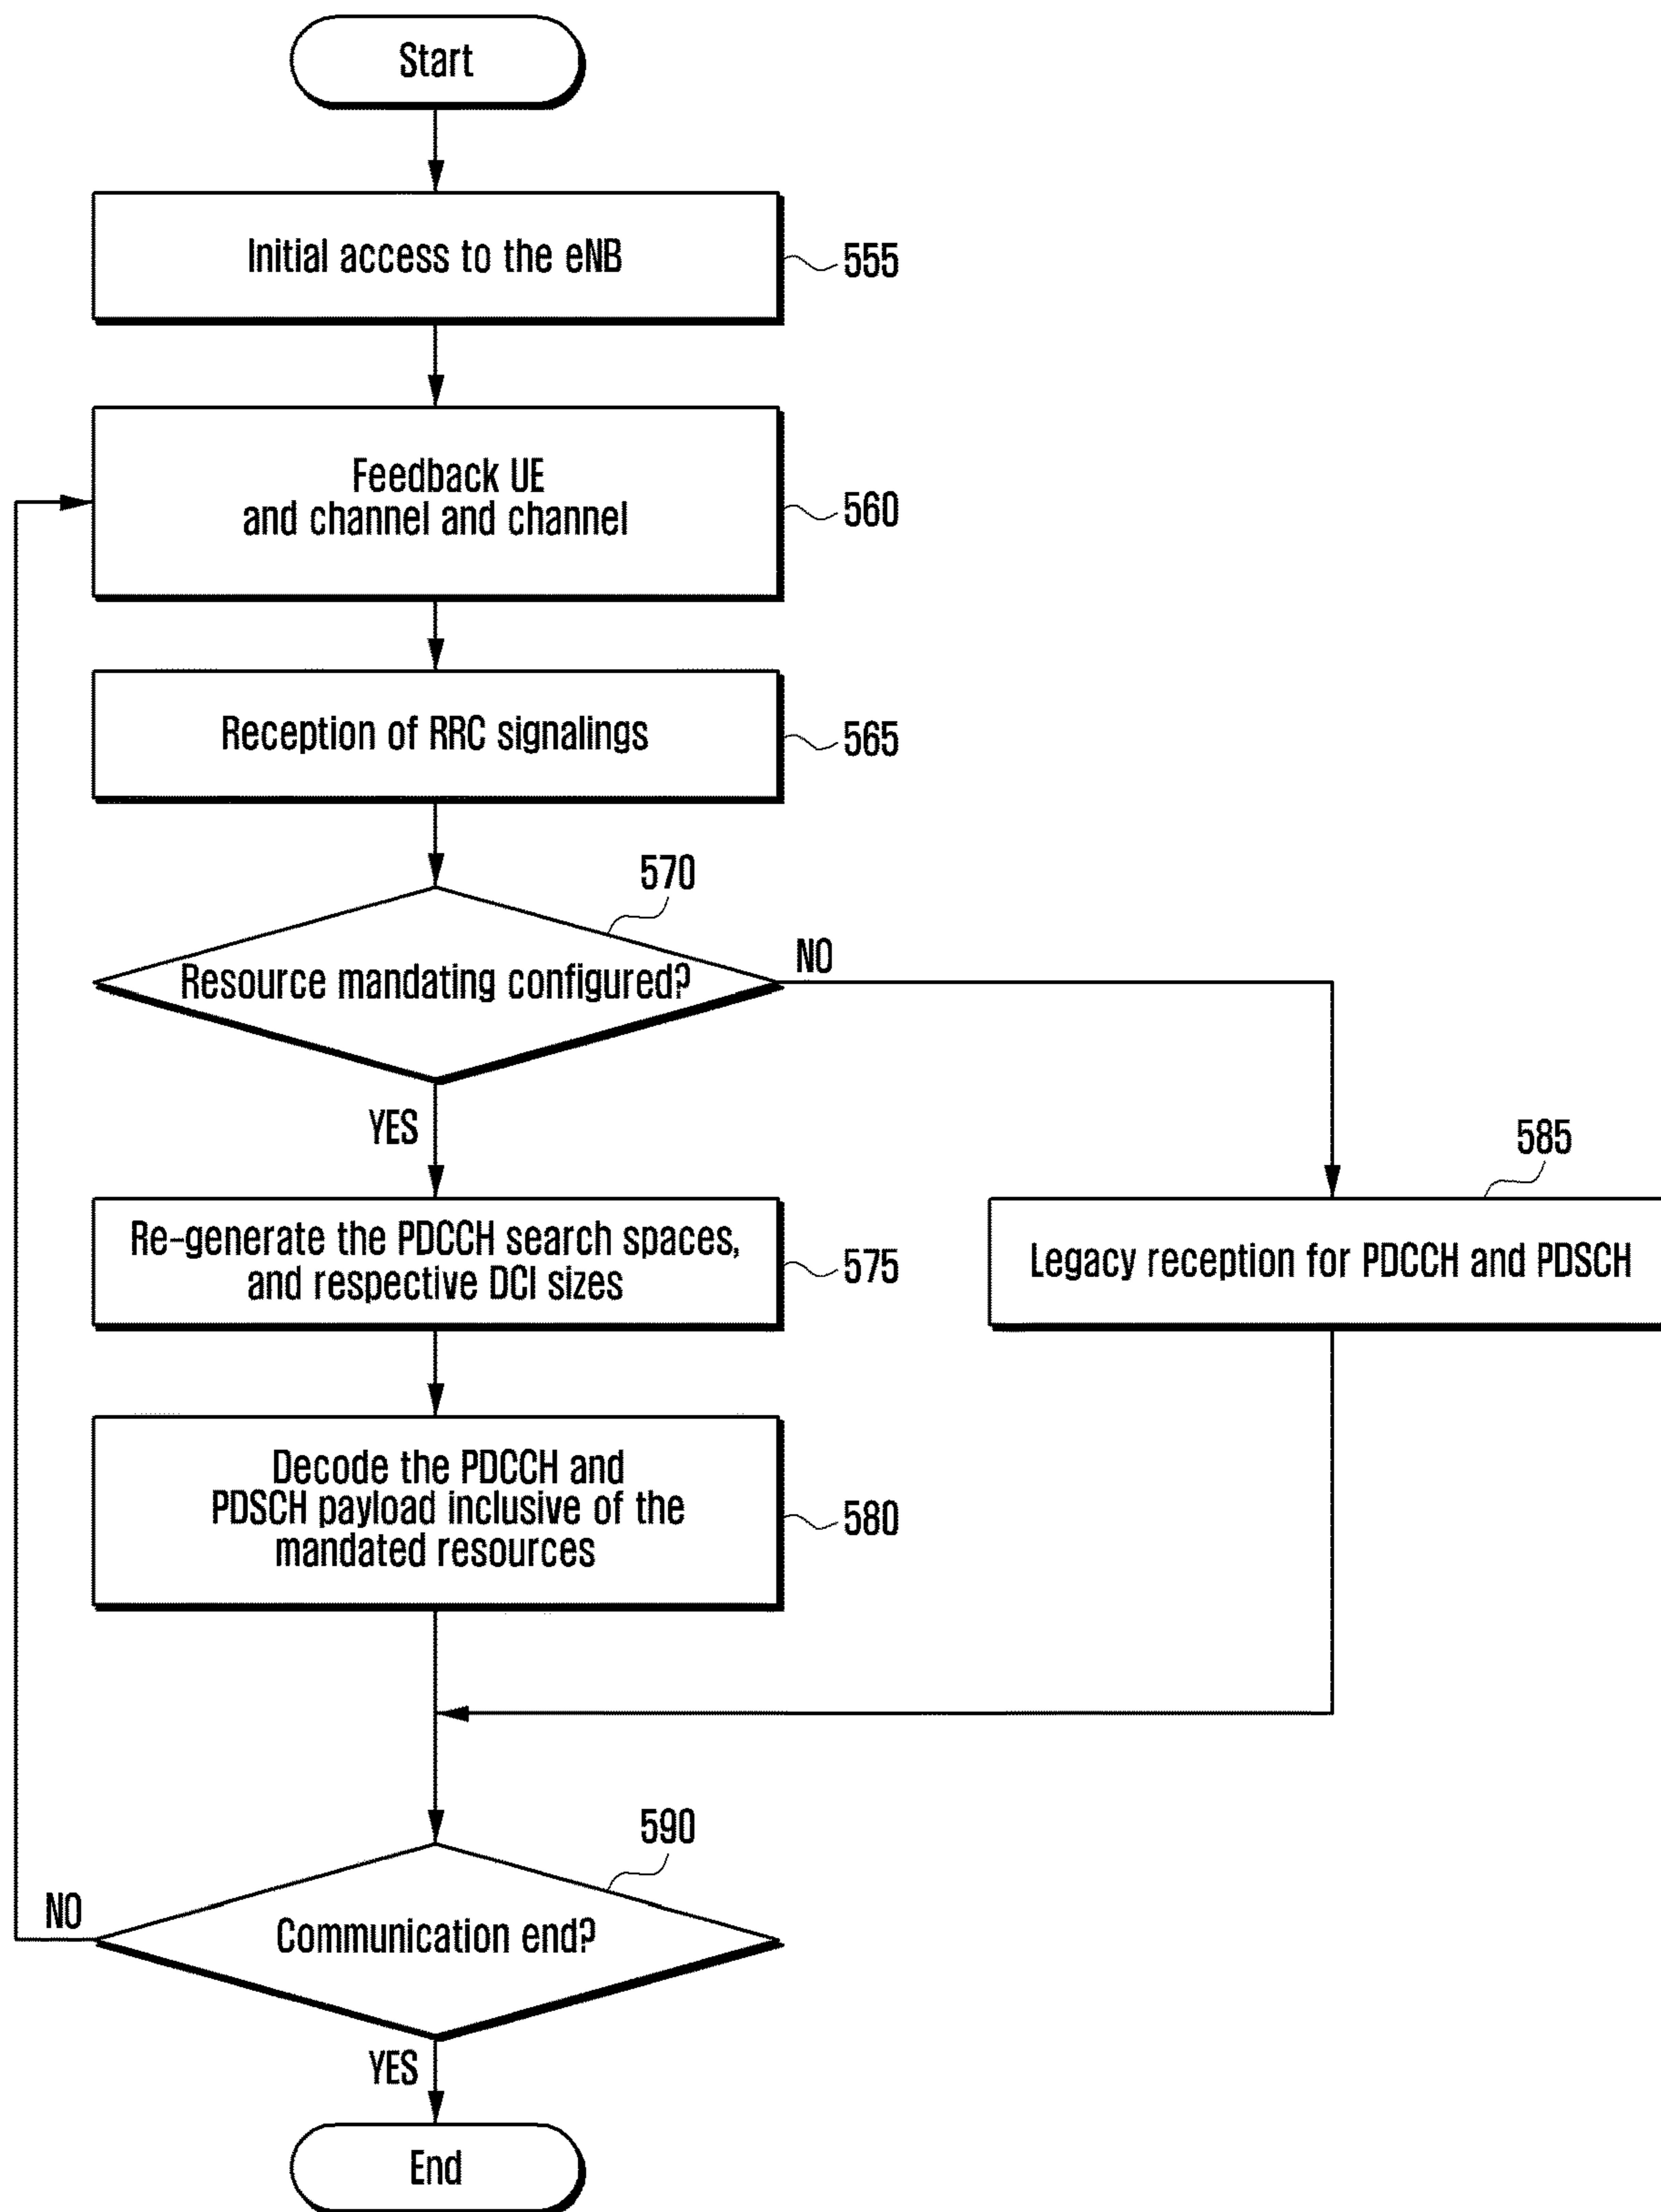 Start
Initial access to the eNB
555
Feedback UE
and channel and channel
560
Reception of RRC signalings
565
570
Resource mandating configured?
NO
YES
Re-generate the PDCCH search spaces,
and respective DCI sizes
575
585
Legacy reception for PDCCH and PDSCH
Decode the PDCCH and
PDSCH payload inclusive of the
mandated resources
580
590
Communication end?
NO
YES
End